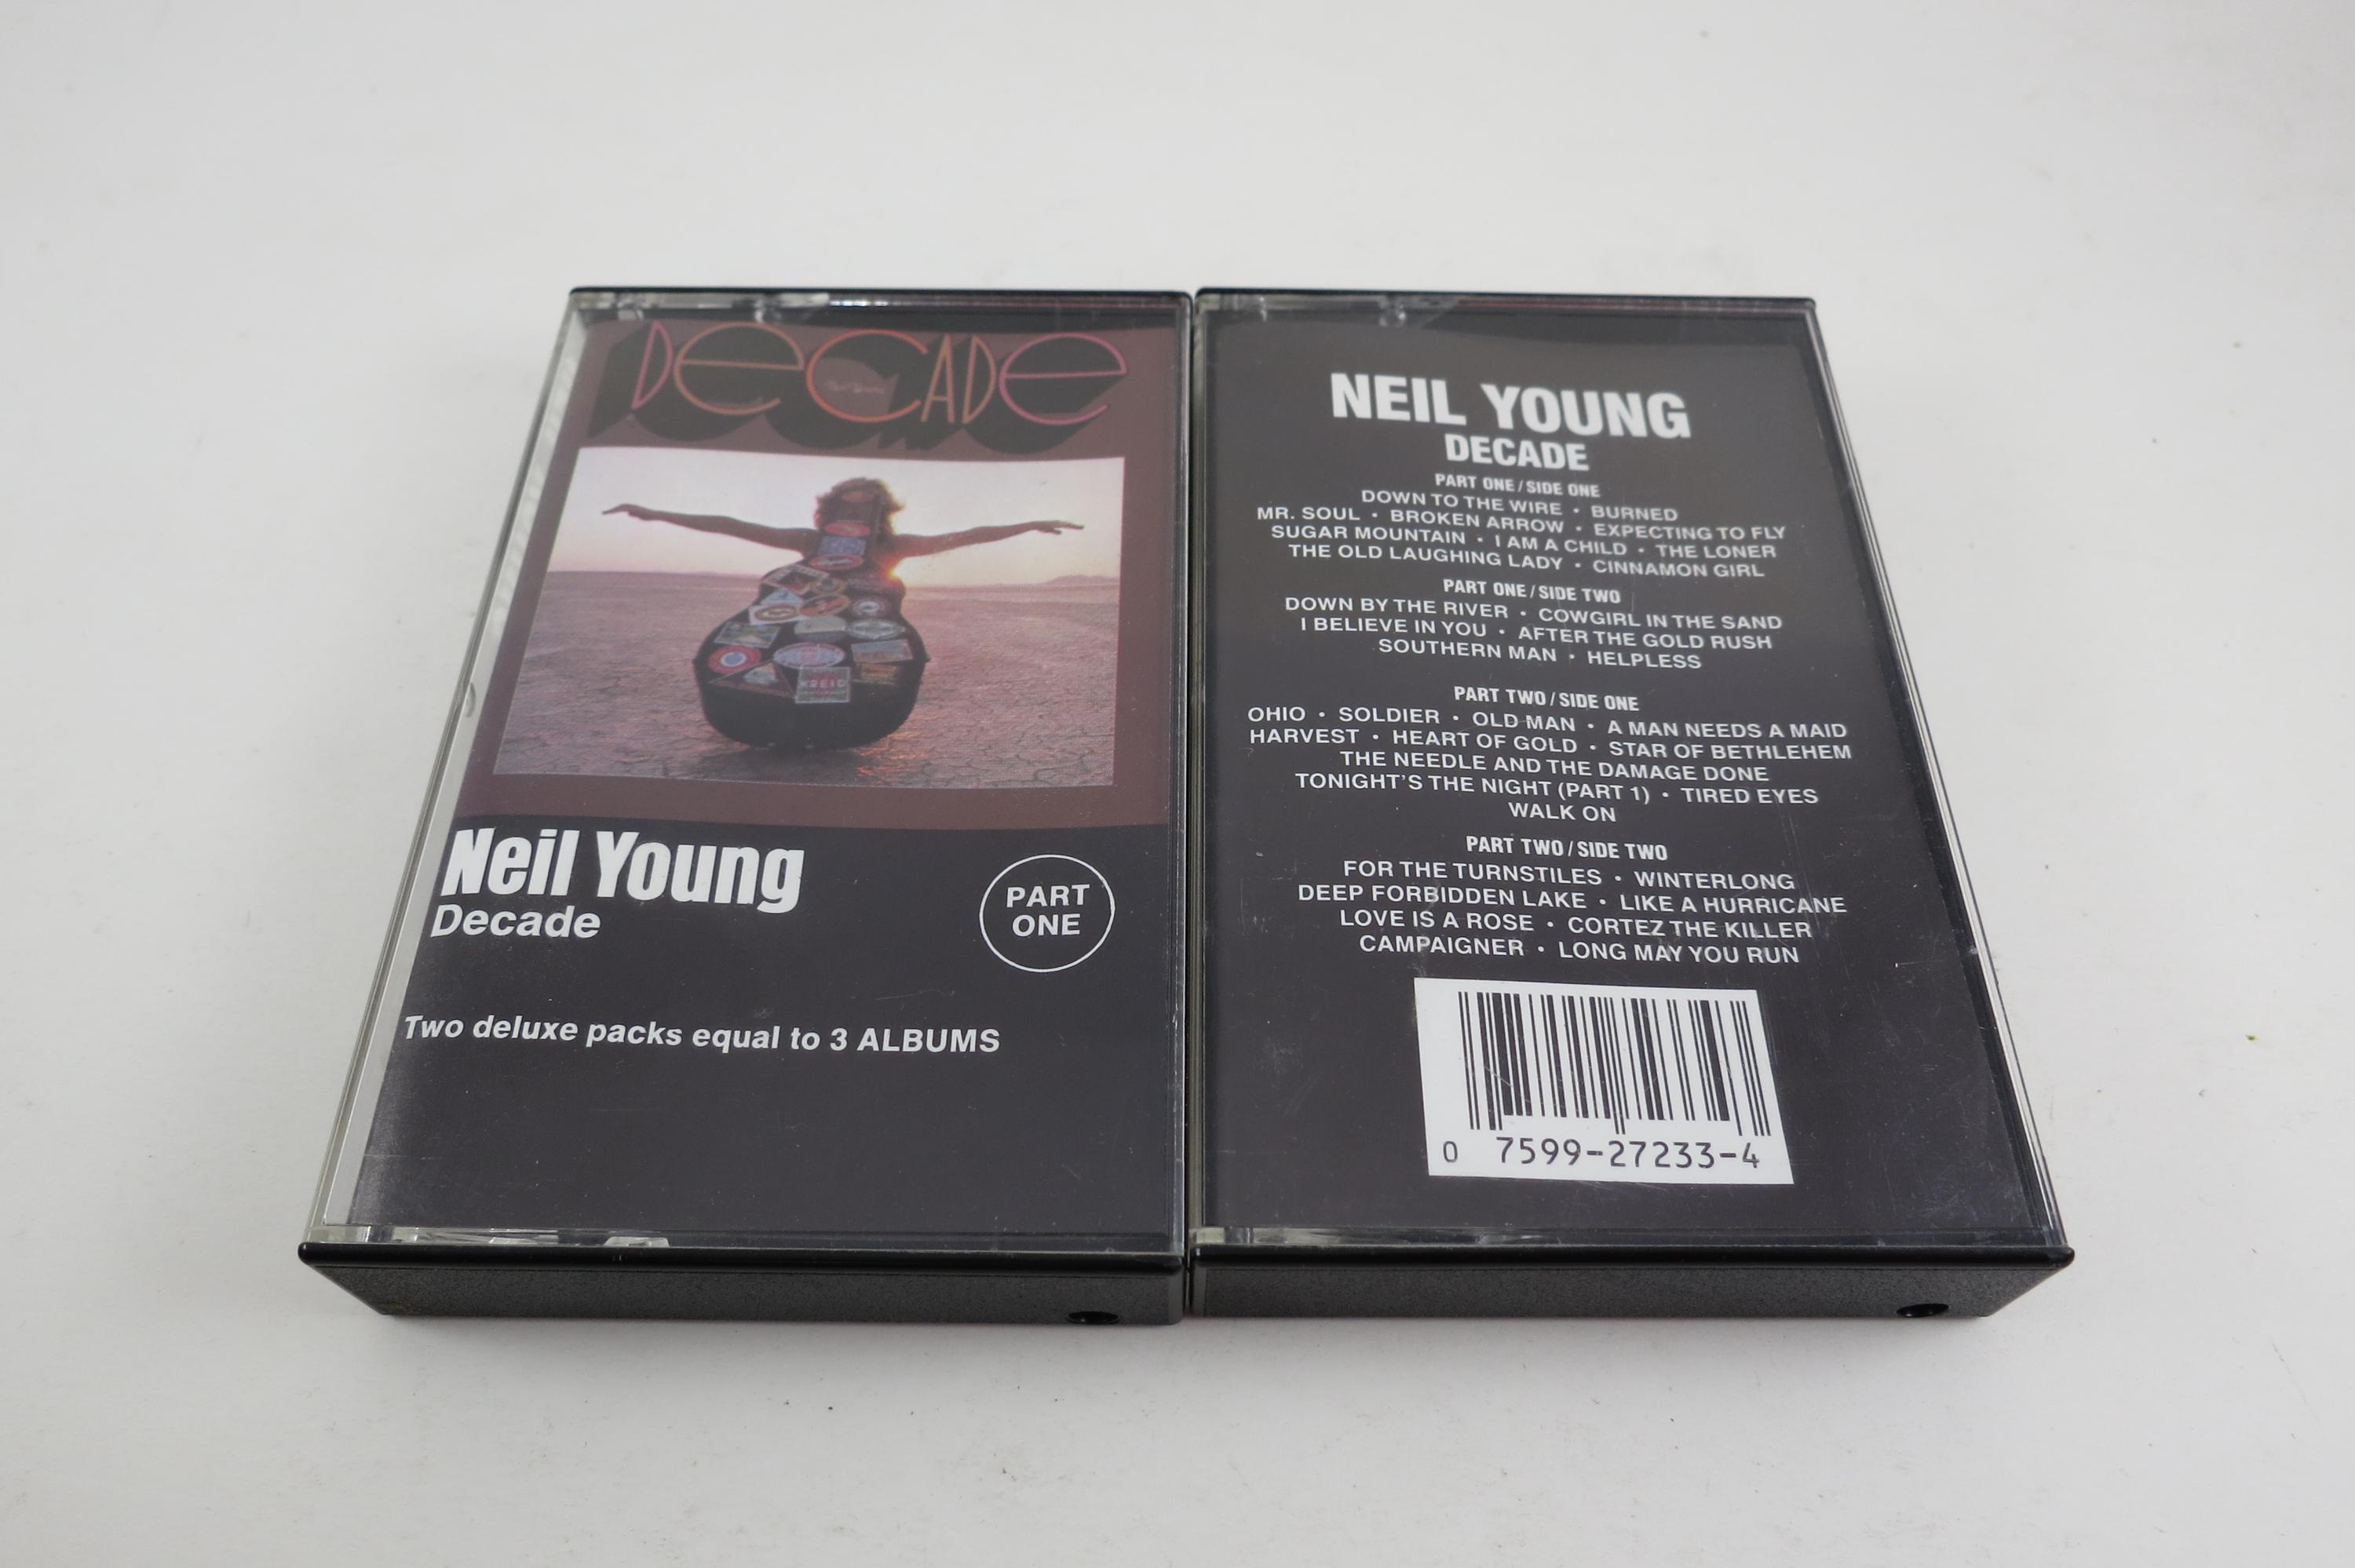 DECADE
Neil Young
Decade
PART
ONE
Two deluxe packs equal to 3 ALBUMS
NEIL YOUNG
DECADE
PART ONE / SIDE ONE
DOWN TO THE WIRE • BURNED
MR. SOUL • BROKEN ARROW • EXPECTING TO FLY
SUGAR MOUNTAIN • I AM A CHILD • THE LONER
THE OLD LAUGHING LADY • CINNAMON GIRL
PART ONE / SIDE TWO
DOWN BY THE RIVER • COWGIRL IN THE SAND
I BELIEVE IN YOU • AFTER THE GOLD RUSH
SOUTHERN MAN • HELPLESS
PART TWO / SIDE ONE
OHIO • SOLDIER • OLD MAN • A MAN NEEDS A MAID
HARVEST • HEART OF GOLD • STAR OF BETHLEHEM
THE NEEDLE AND THE DAMAGE DONE
TONIGHT'S THE NIGHT (PART 1) • TIRED EYES
WALK ON
PART TWO / SIDE TWO
FOR THE TURNSTILES • WINTERLONG
DEEP FORBIDDEN LAKE • LIKE A HURRICANE
LOVE IS A ROSE • CORTEZ THE KILLER
CAMPAIGNER • LONG MAY YOU RUN
0 7599-27233-4